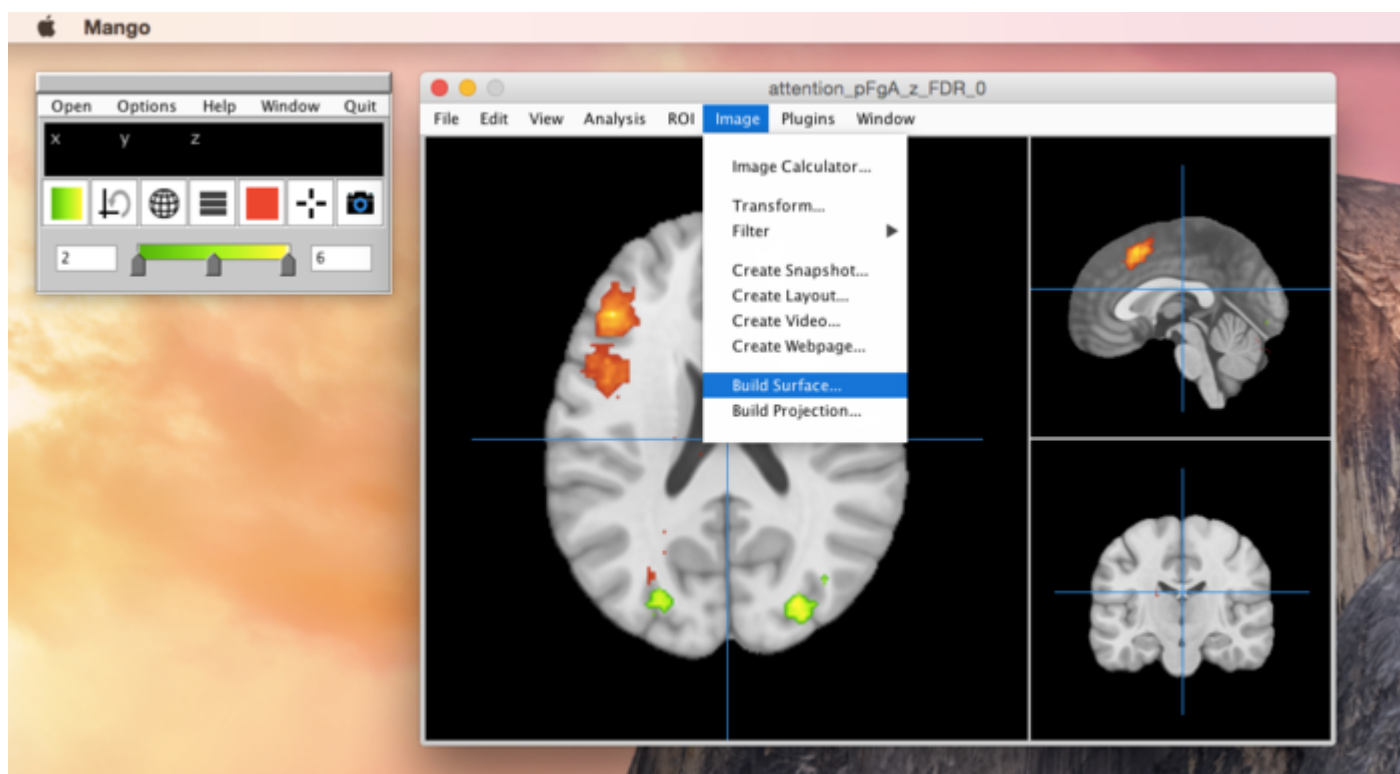 Mango
Open Options Help Window Quit
x y z
2 6
attention_pFgA_z_FDR_0
File Edit View Analysis ROI Image Plugins Window
Image Calculator...
Transform...
Filter
Create Snapshot...
Create Layout...
Create Video...
Create Webpage...
Build Surface...
Build Projection...